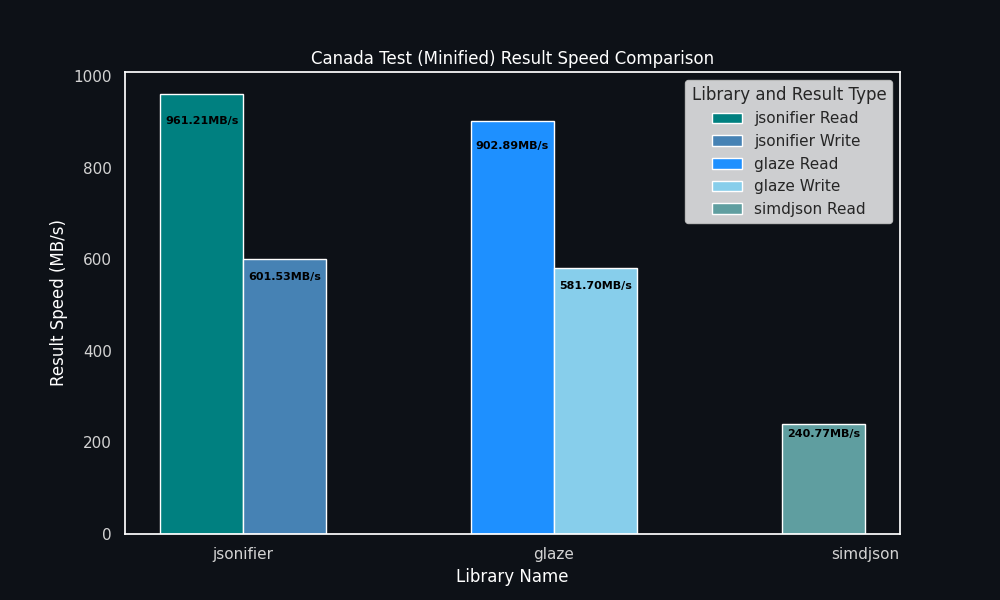 Canada Test (Minified) Result Speed Comparison
Library and Result Type
jsonifier Read
jsonifier Write
glaze Read
glaze Write
simdjson Read
Result Speed (MB/s)
1000
800
600
400
200
0
961.21MB/s
601.53MB/s
902.89MB/s
581.70MB/s
240.77MB/s
jsonifier
glaze
simdjson
Library Name